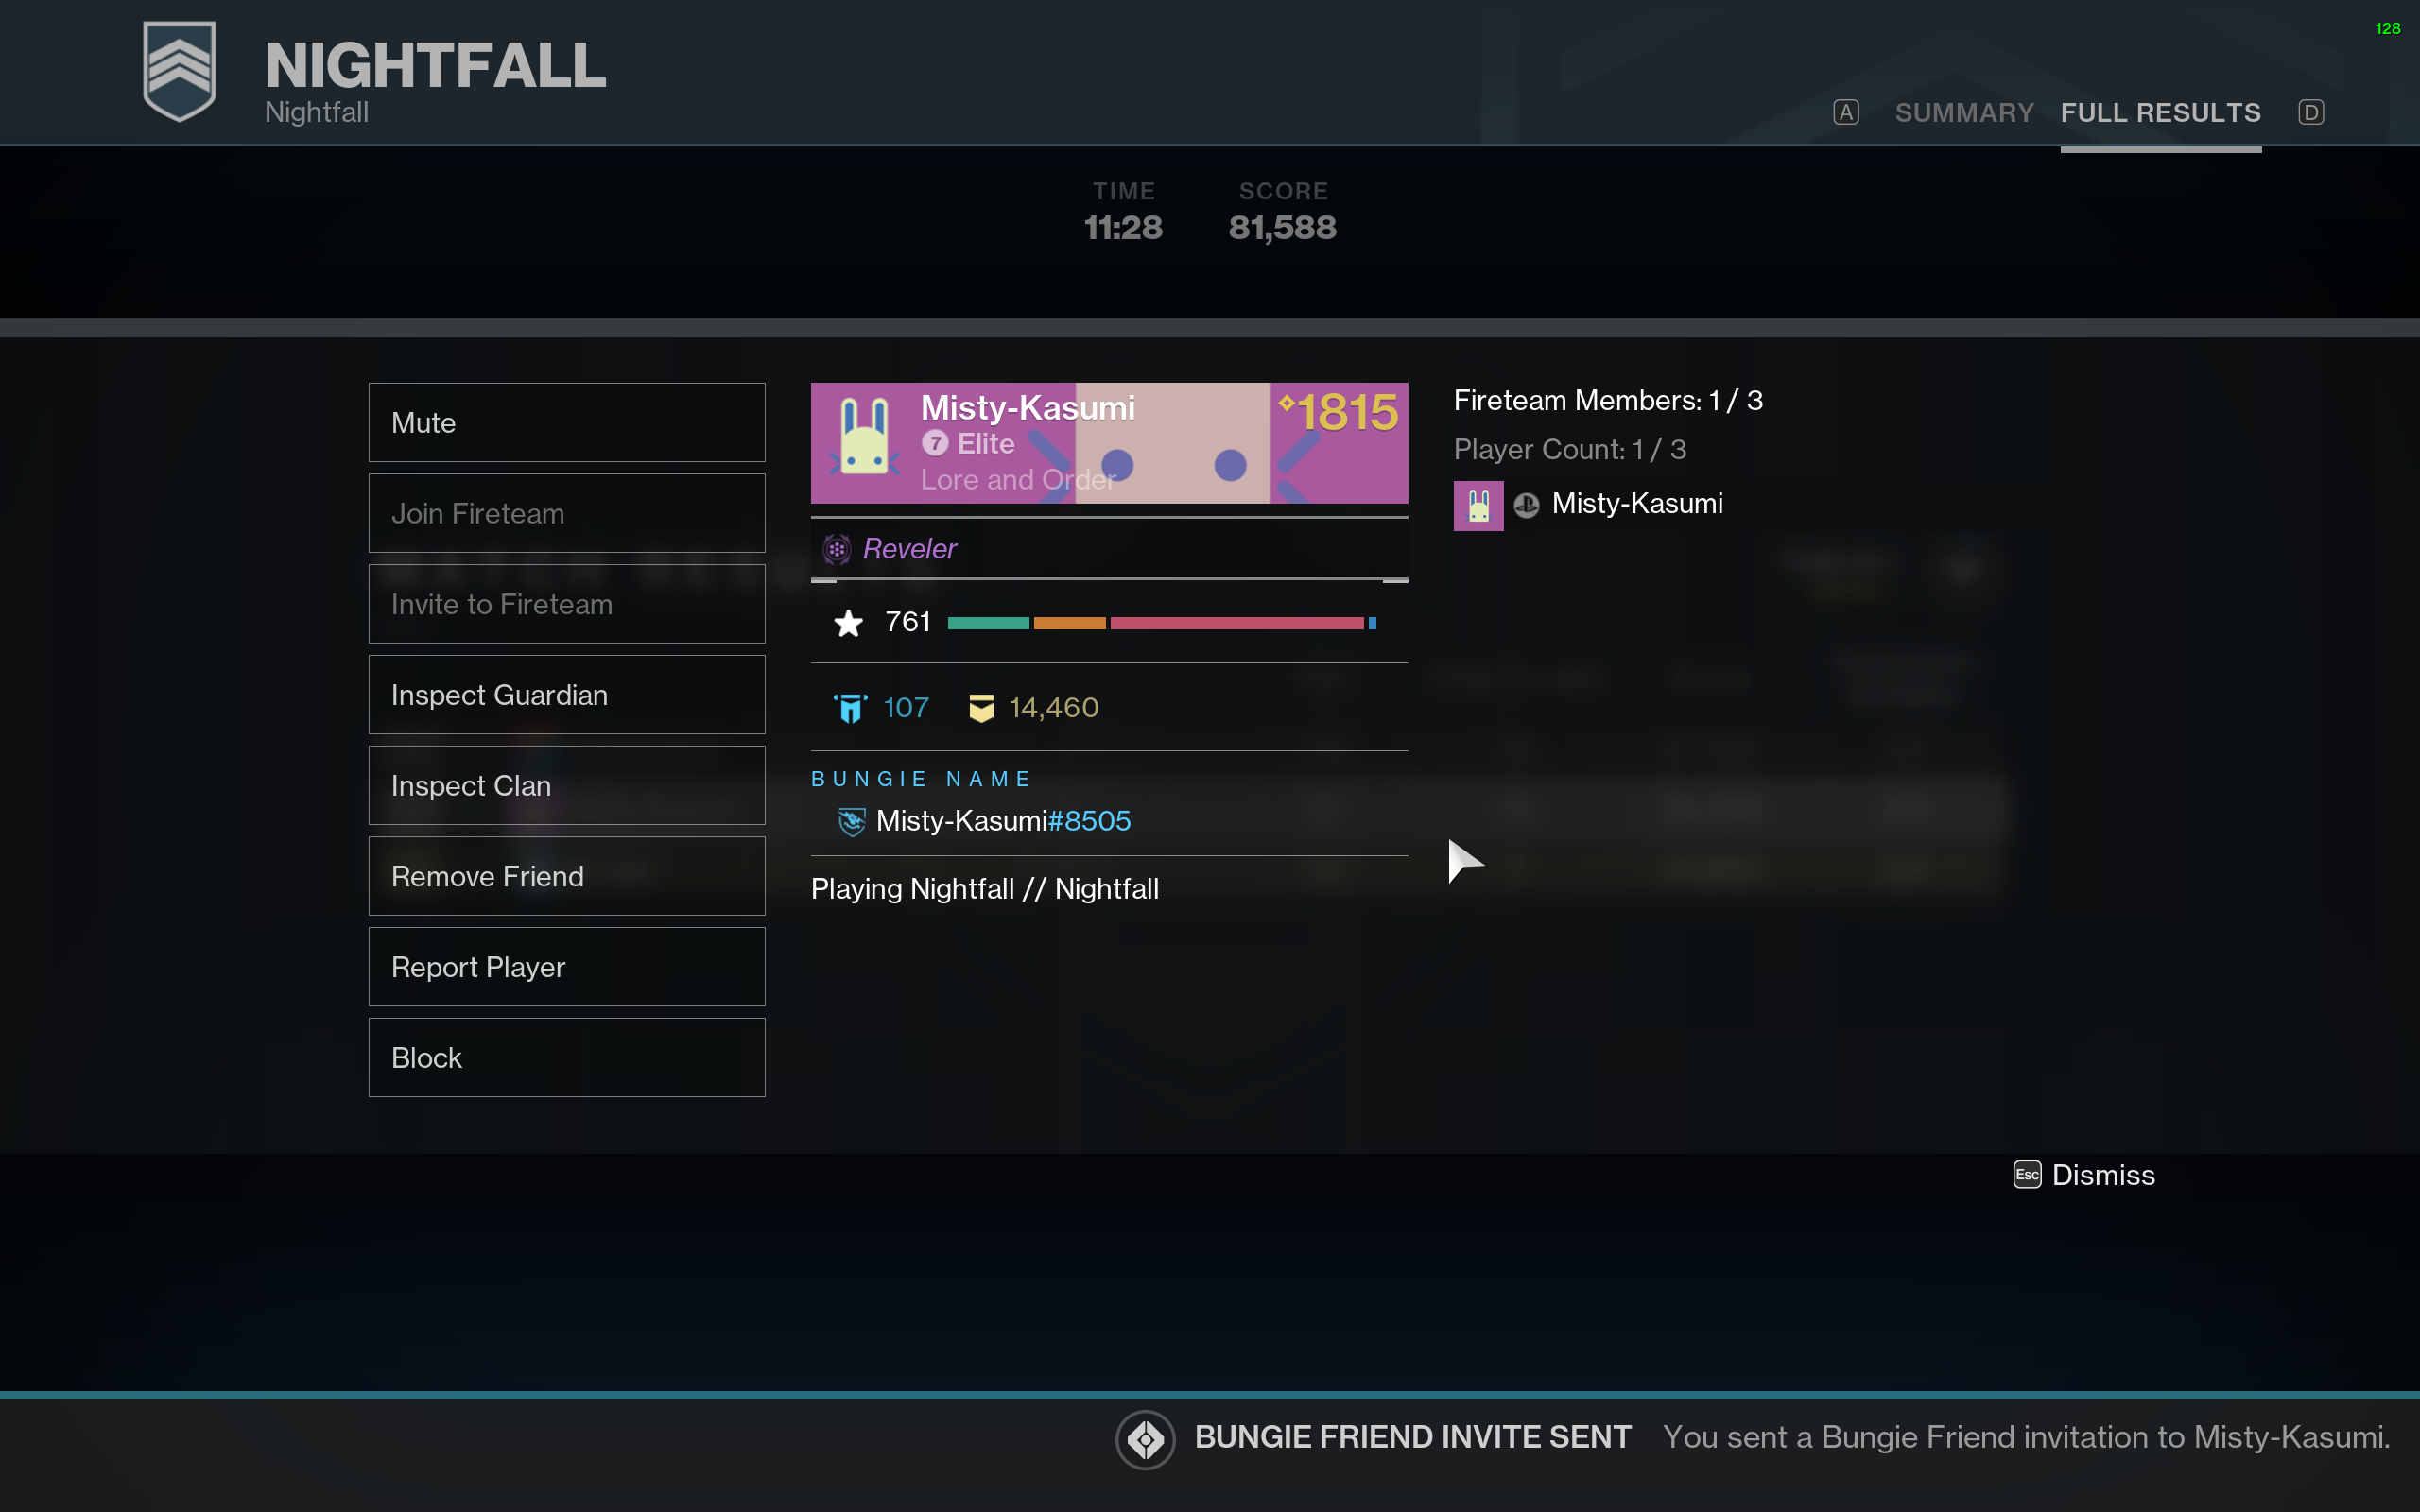 128
NIGHTFALL
Nightfall
A SUMMARY FULL RESULTS D
TIME SCORE
11:28 81,588
Mute
Join Fireteam
Invite to Fireteam
Inspect Guardian
Inspect Clan
Remove Friend
Report Player
Block
Misty-Kasumi
1815
7 Elite
Lore and Order
Reveler
761
107 14,460
BUNGIE NAME
Misty-Kasumi#8505
Playing Nightfall // Nightfall
Fireteam Members: 1 / 3
Player Count: 1 / 3
Misty-Kasumi
Esc Dismiss
BUNGIE FRIEND INVITE SENT You sent a Bungie Friend invitation to Misty-Kasumi.